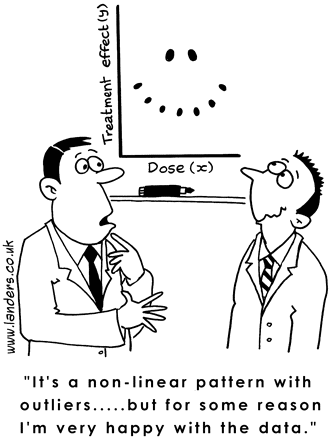 Treatment effect(y)
Dose (x)
www.landers.co.uk
"It's a non-linear pattern with
outliers.....but for some reason
I'm very happy with the data."